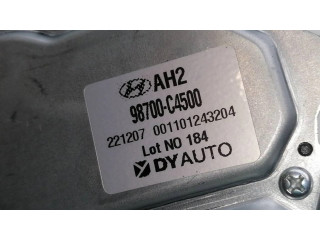 AH2
98700-C4500
221207 001101243204
Lot NO 184
DYAUTO